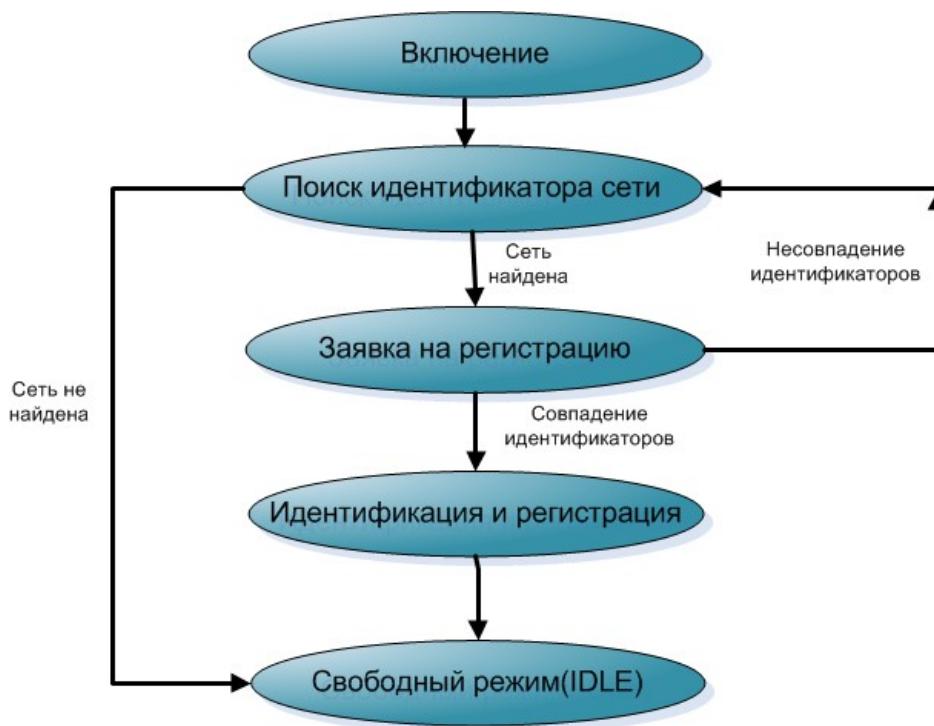 Включение
Поиск идентификатора сети
Сеть
найдена
Несовпадение
идентификаторов
Заявка на регистрацию
Сеть не
найдена
Совпадение
идентификаторов
Идентификация и регистрация
Свободный режим(IDLE)